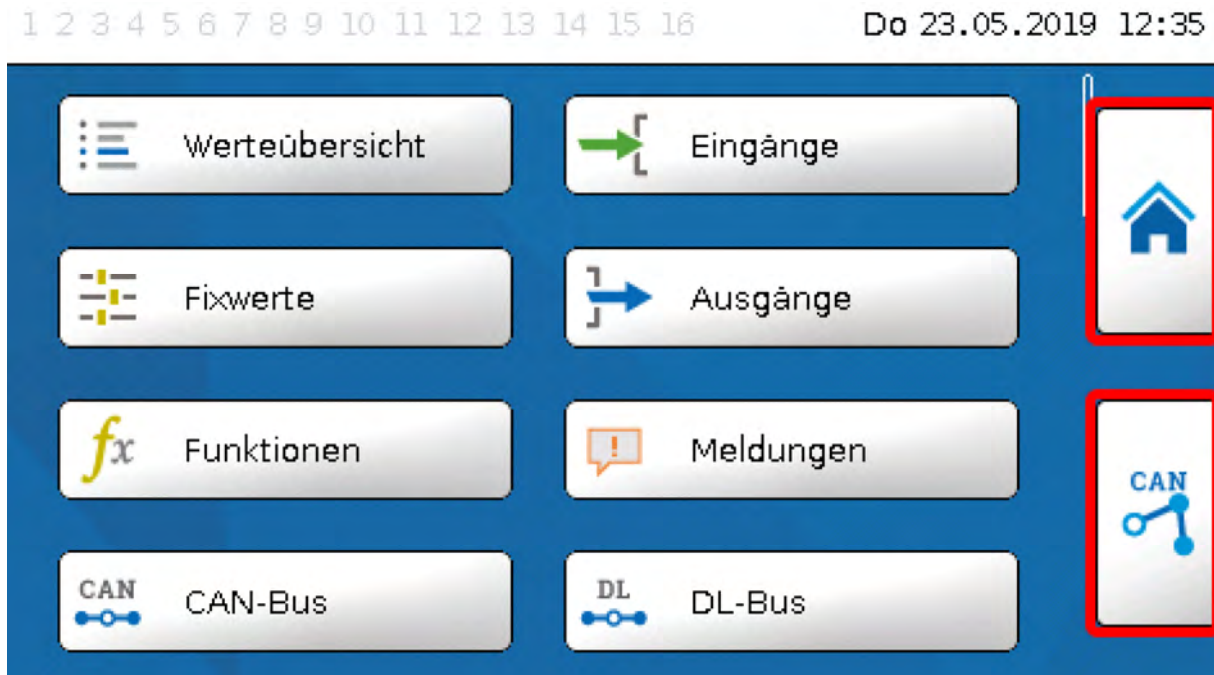 1 2 3 4 5 6 7 8 9 10 11 12 13 14 15 16 Do 23.05.2019 12:35
Werteübersicht Eingänge
Fixwerte Ausgänge
fx Funktionen ! Meldungen
CAN
CAN CAN-Bus DL DL-Bus